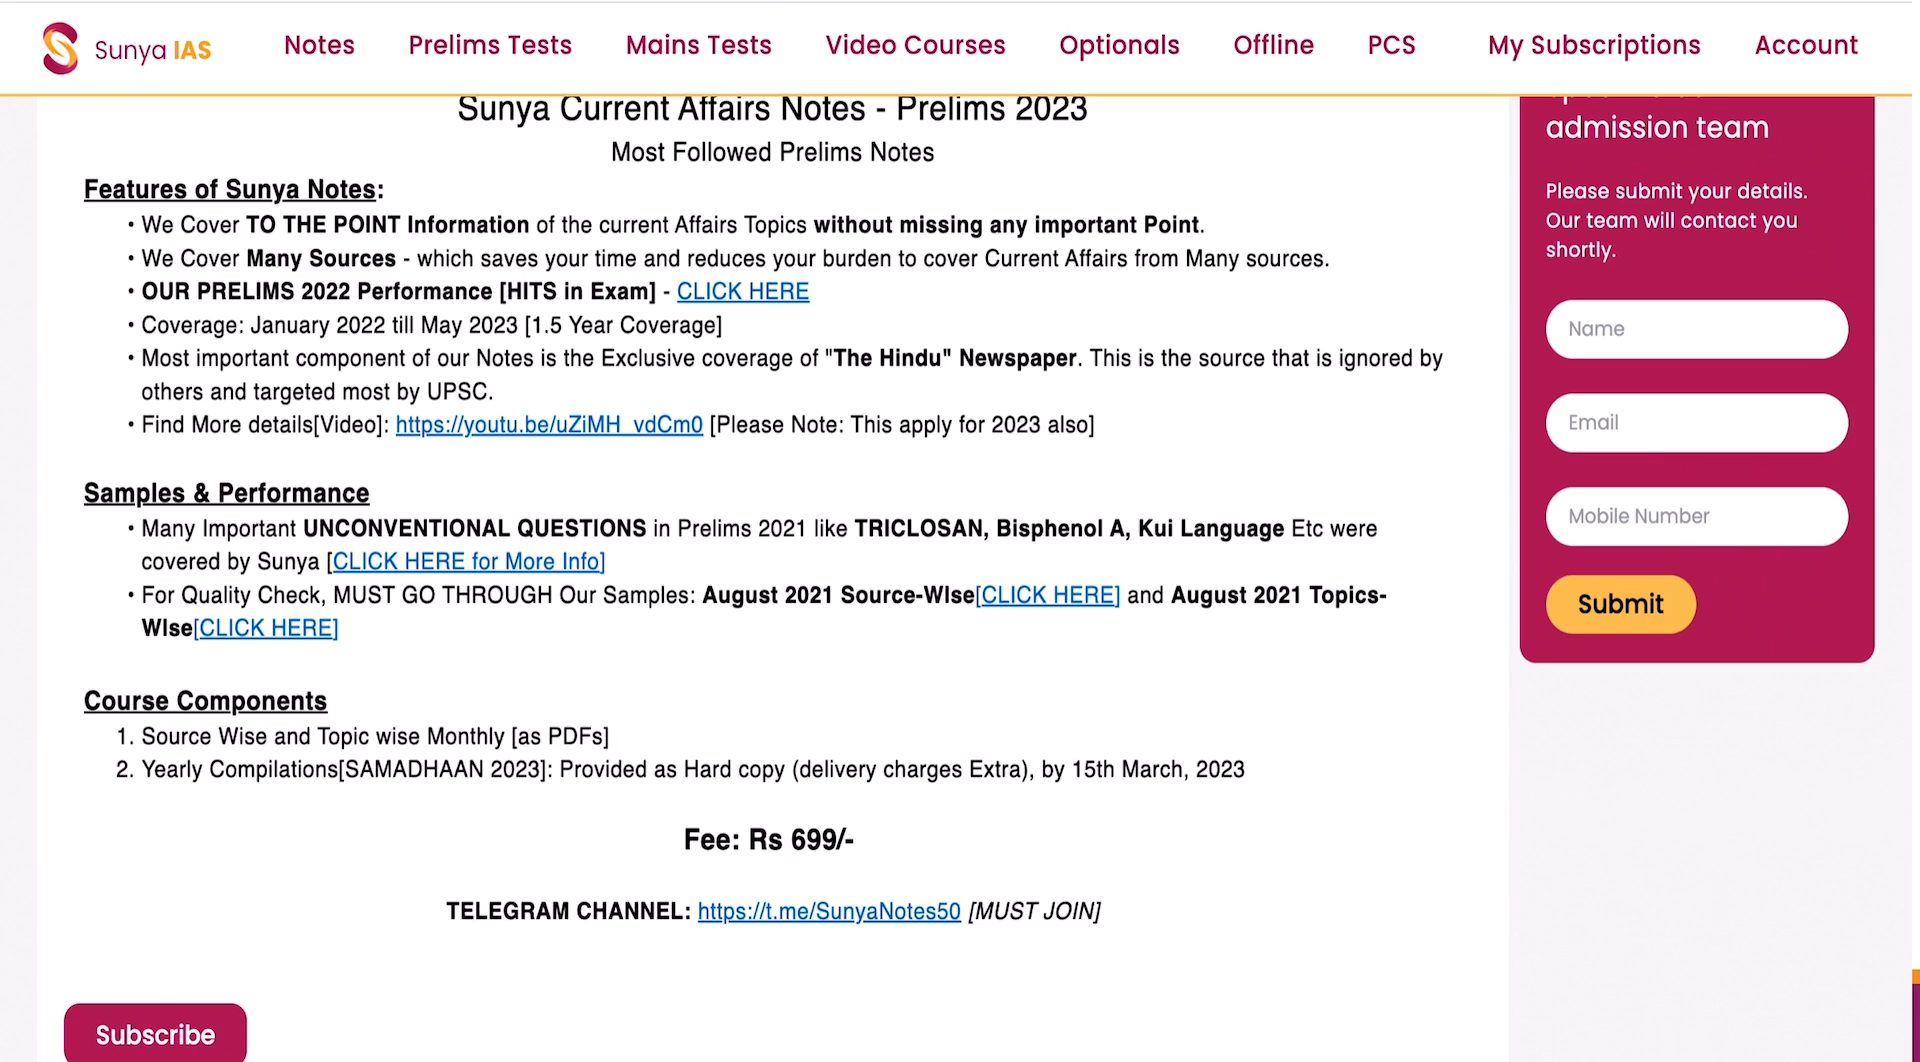 Sunya IAS
Notes
Prelims Tests
Mains Tests
Video Courses
Optionals
Offline
PCS
My Subscriptions
Account
Sunya Current Affairs Notes - Prelims 2023
Most Followed Prelims Notes
Features of Sunya Notes:
• We Cover TO THE POINT Information of the current Affairs Topics without missing any important Point.
• We Cover Many Sources - which saves your time and reduces your burden to cover Current Affairs from Many sources.
• OUR PRELIMS 2022 Performance [HITS in Exam] - CLICK HERE
• Coverage: January 2022 till May 2023 [1.5 Year Coverage]
• Most important component of our Notes is the Exclusive coverage of "The Hindu" Newspaper. This is the source that is ignored by
others and targeted most by UPSC.
• Find More details[Video]: https://youtu.be/uZiMH_vdCm0 [Please Note: This apply for 2023 also]
Samples & Performance
• Many Important UNCONVENTIONAL QUESTIONS in Prelims 2021 like TRICLOSAN, Bisphenol A, Kui Language Etc were
covered by Sunya [CLICK HERE for More Info]
• For Quality Check, MUST GO THROUGH Our Samples: August 2021 Source-WIse[CLICK HERE] and August 2021 Topics-
WIse[CLICK HERE]
Course Components
1. Source Wise and Topic wise Monthly [as PDFs]
2. Yearly Compilations[SAMADHAAN 2023]: Provided as Hard copy (delivery charges Extra), by 15th March, 2023
Fee: Rs 699/-
TELEGRAM CHANNEL: https://t.me/SunyaNotes50 [MUST JOIN]
Subscribe
admission team
Please submit your details.
Our team will contact you
shortly.
Name
Email
Mobile Number
Submit